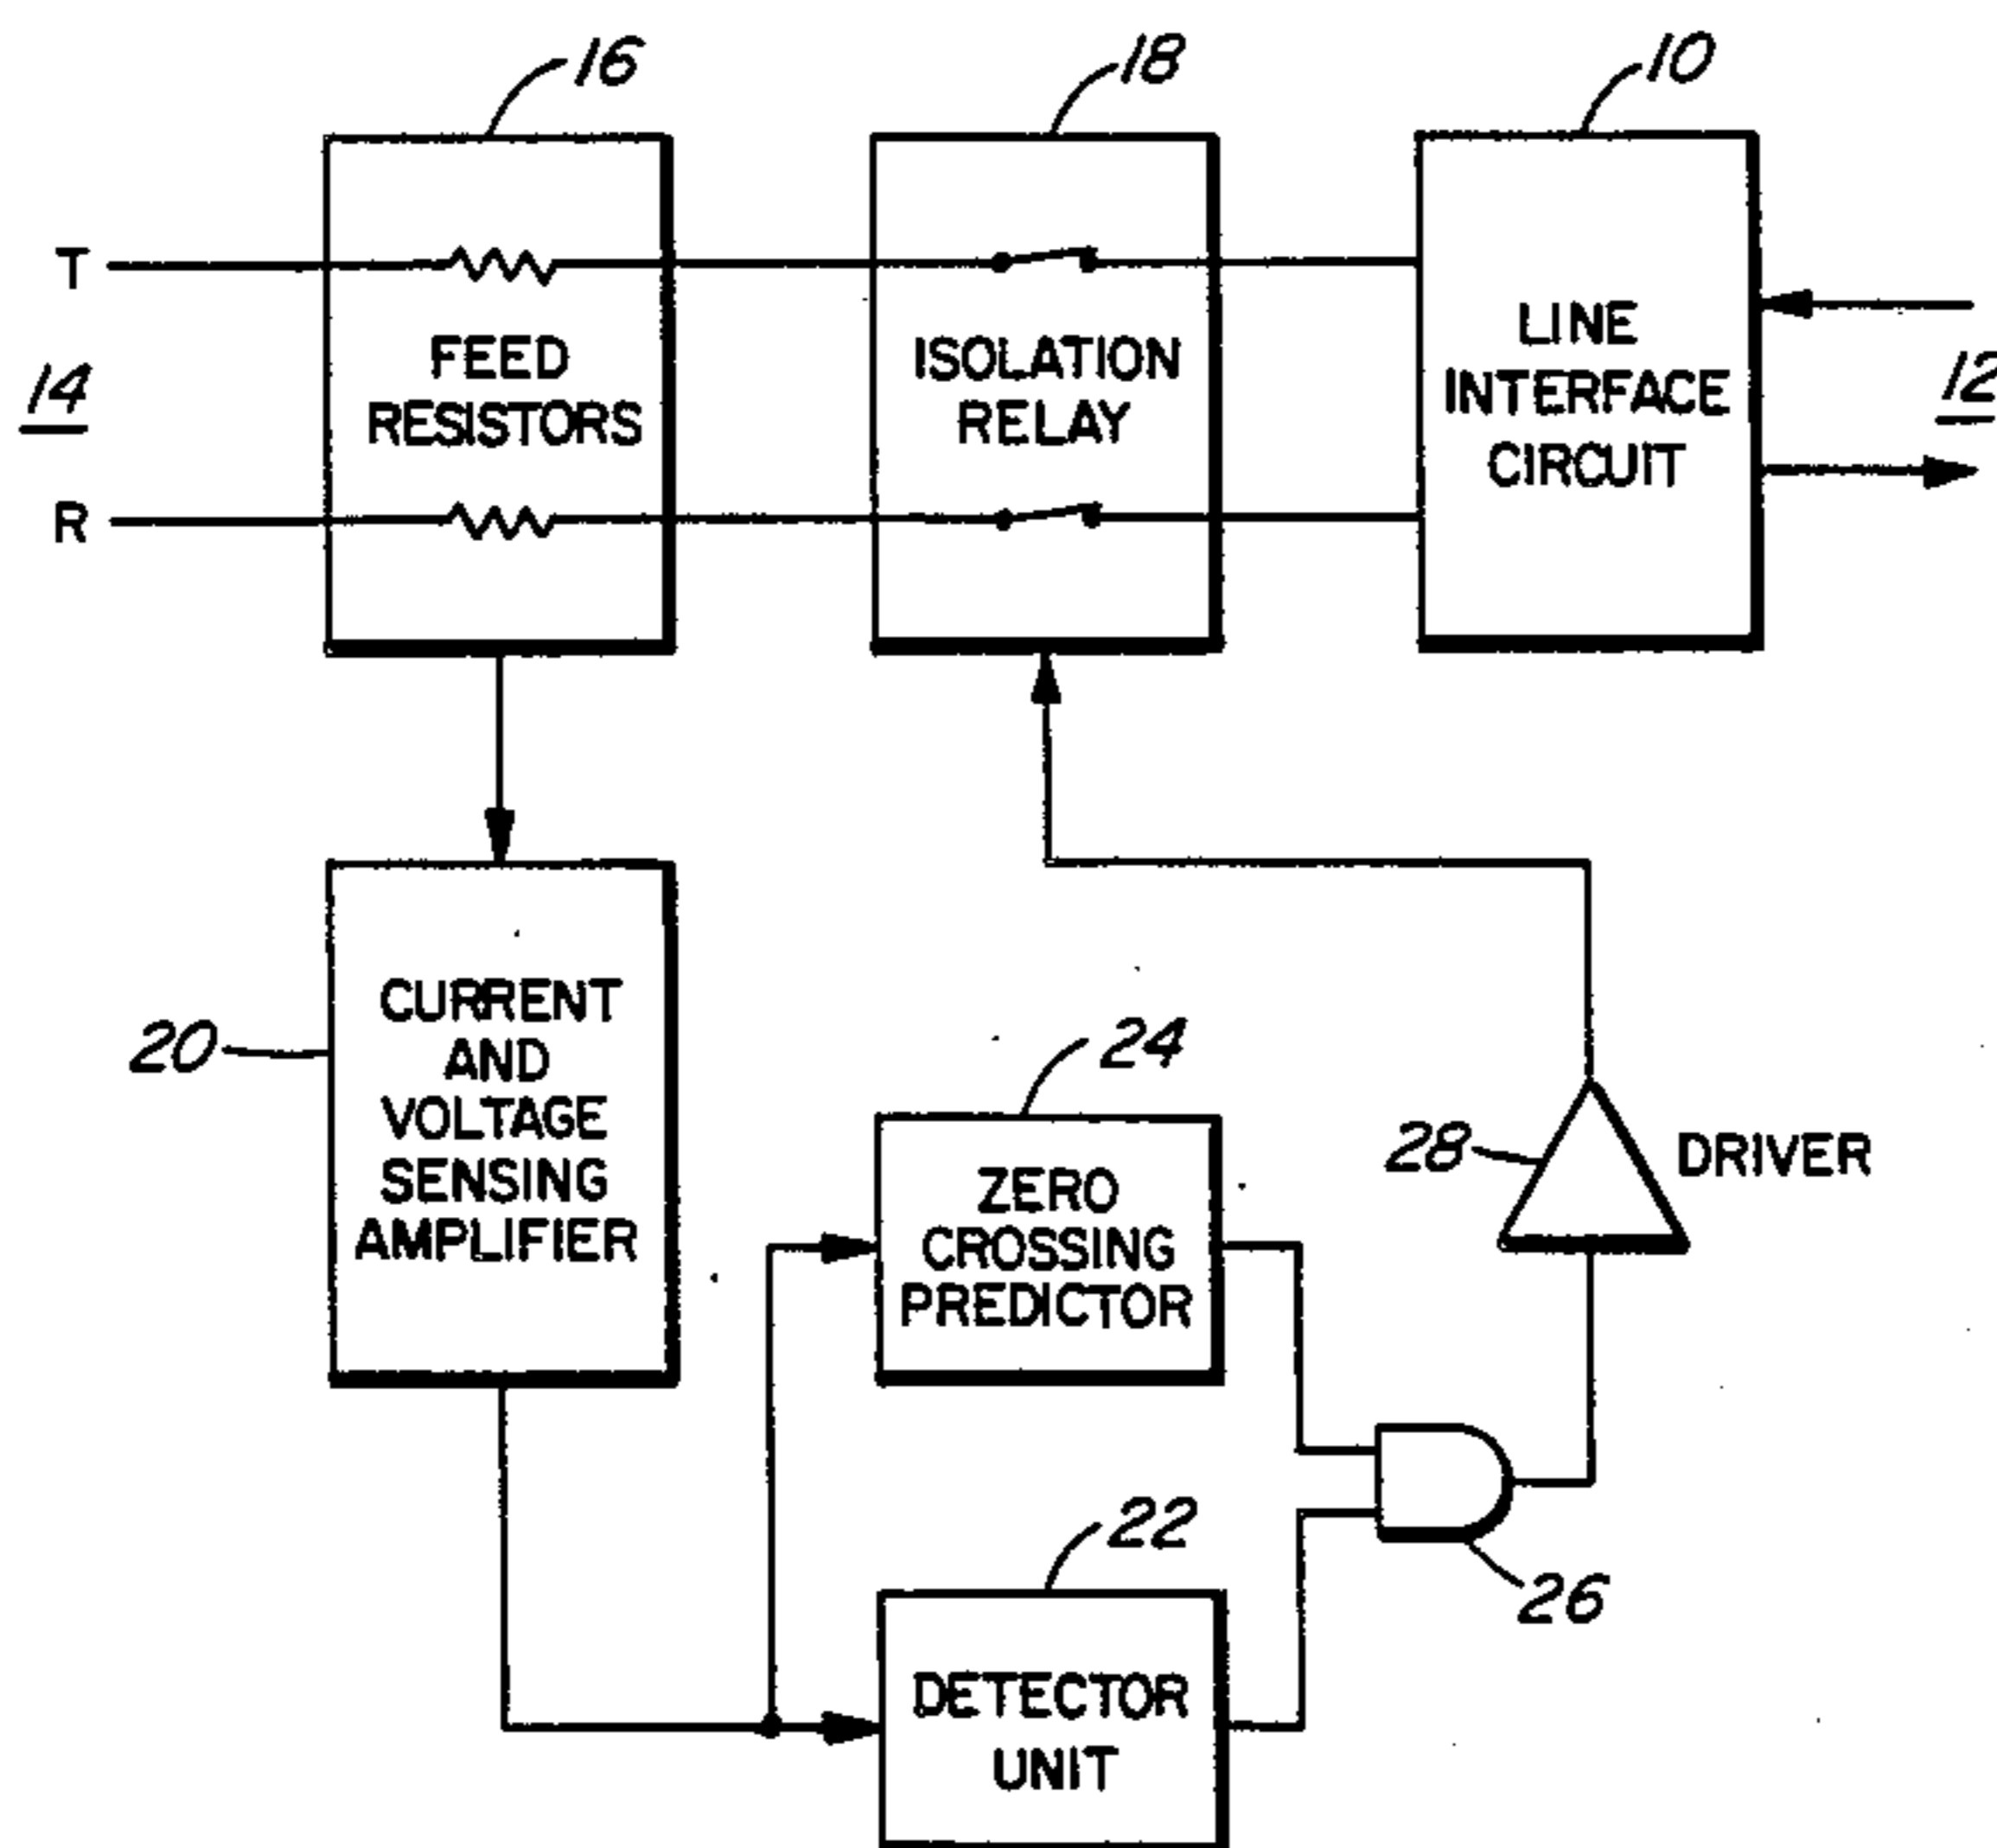 16
18
10
T
FEED
RESISTORS
ISOLATION
RELAY
LINE
INTERFACE
CIRCUIT
14
12
R
CURRENT
AND
VOLTAGE
SENSING
AMPLIFIER
20
24
ZERO
CROSSING
PREDICTOR
28
DRIVER
22
26
DETECTOR
UNIT